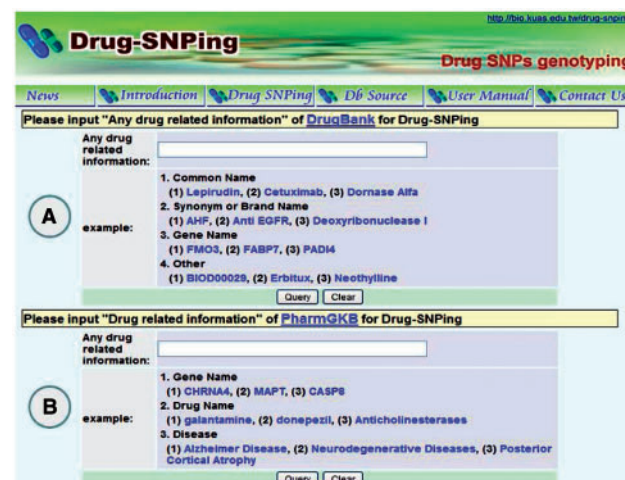 http://bio.kuas.edu.tw/drug-snpin
Drug-SNPing
Drug SNPs genotyping
News Introduction Drug SNPing Db Source User Manual Contact Us
Please input "Any drug related information" of DrugBank for Drug-SNPing
Any drug
related
information:
1. Common Name
(1) Lepirudin, (2) Cetuximab, (3) Dornase Alfa
2. Synonym or Brand Name
A
example:
(1) AHF, (2) Anti EGFR, (3) Deoxyribonuclease I
3. Gene Name
(1) FMO3, (2) FABP7, (3) PADI4
4. Other
(1) BIOD00029, (2) Erbitux, (3) Neothylline
Query Clear
Please input "Drug related information" of PharmGKB for Drug-SNPing
Any drug
related
information:
1. Gene Name
(1) CHRNA4, (2) MAPT, (3) CASP8
2. Drug Name
B
example:
(1) galantamine, (2) donepezil, (3) Anticholinesterases
3. Disease
(1) Alzheimer Disease, (2) Neurodegenerative Diseases, (3) Posterior
Cortical Atrophy
Query Clear